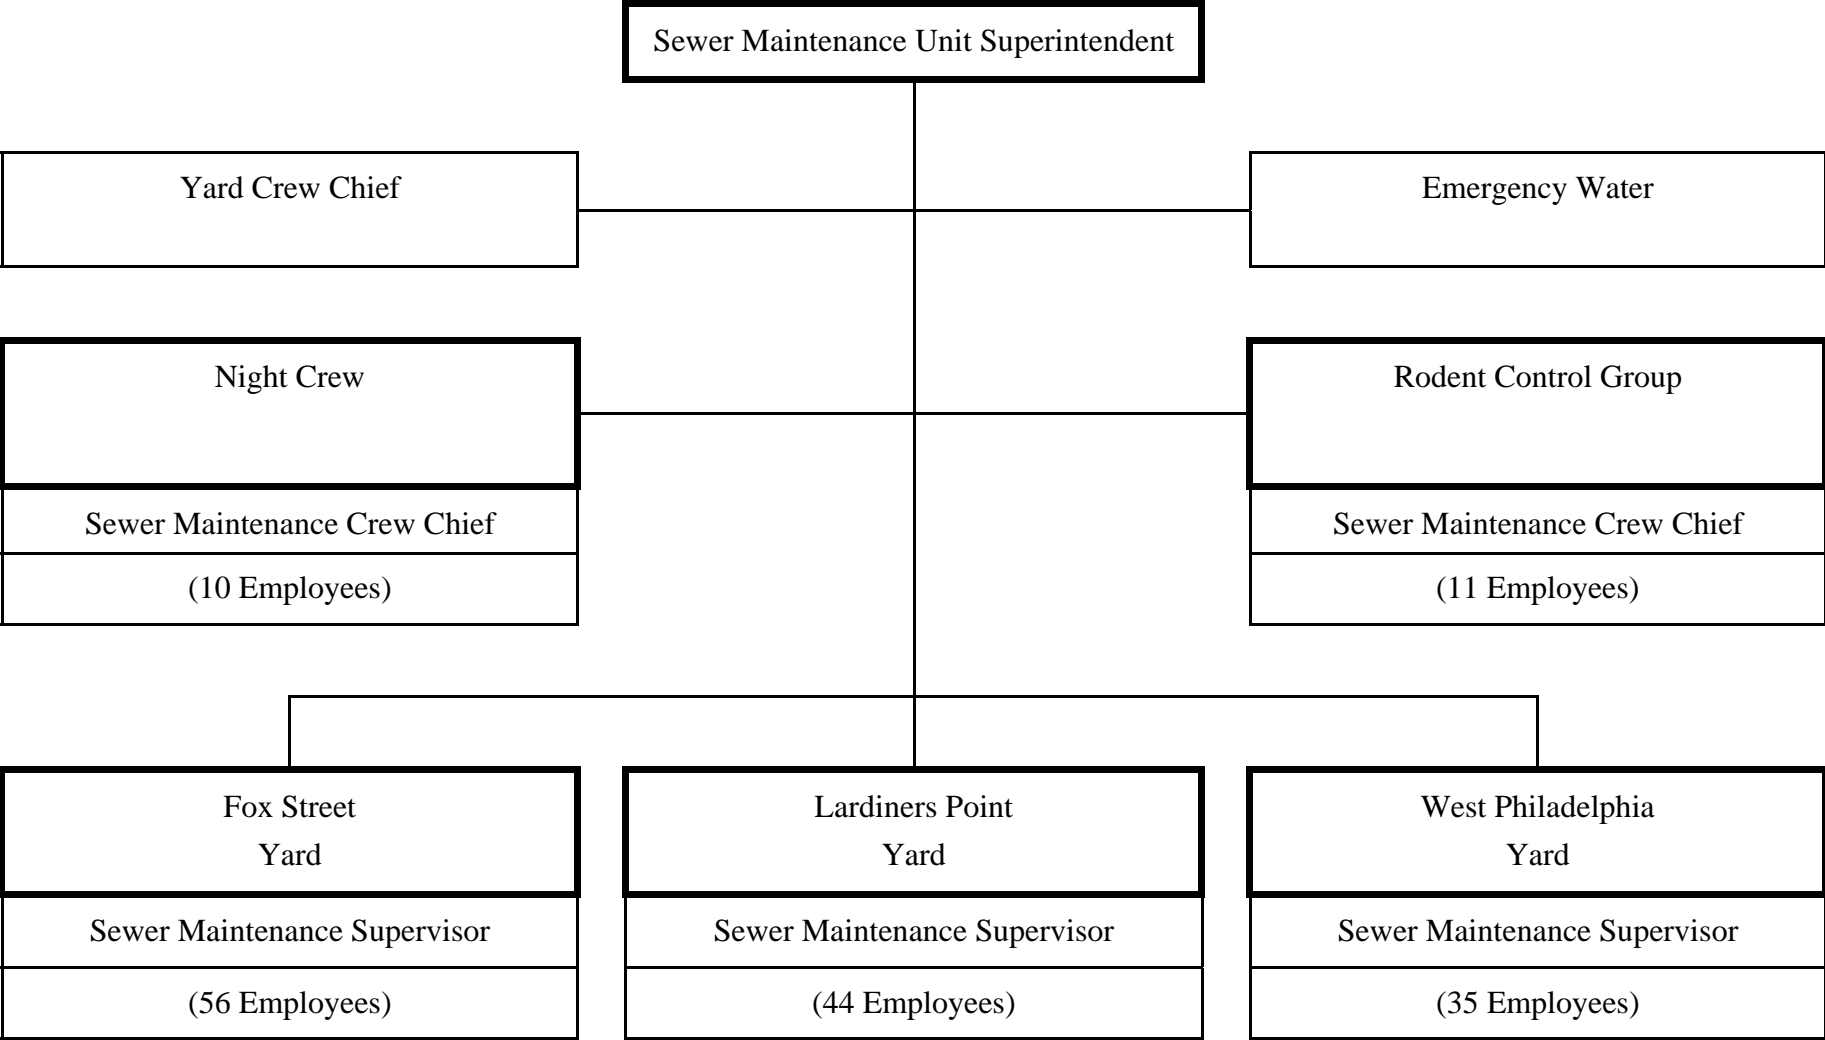 Sewer Maintenance Unit Superintendent
Yard Crew Chief
Emergency Water
Night Crew
Rodent Control Group
Sewer Maintenance Crew Chief
Sewer Maintenance Crew Chief
(10 Employees)
(11 Employees)
Fox Street
Yard
Lardiners Point
Yard
West Philadelphia
Yard
Sewer Maintenance Supervisor
Sewer Maintenance Supervisor
Sewer Maintenance Supervisor
(56 Employees)
(44 Employees)
(35 Employees)